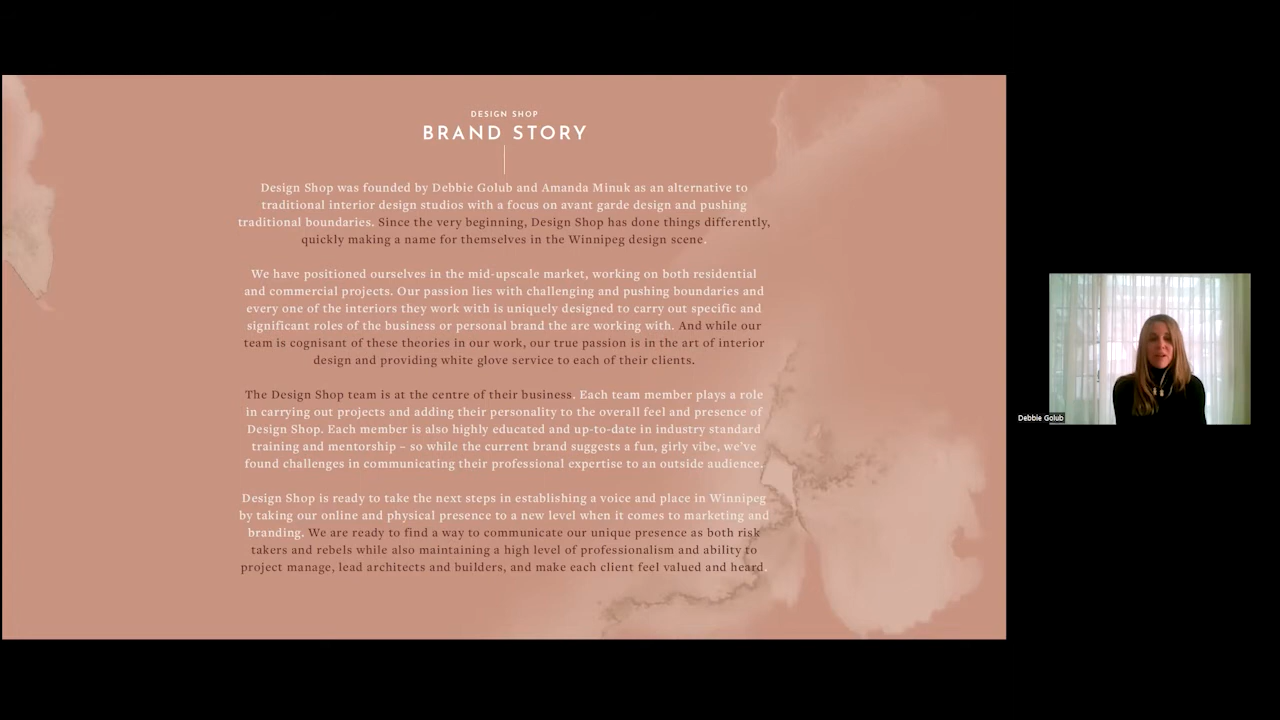 DESIGN SHOP
BRAND STORY
Design Shop was founded by Debbie Golub and Amanda Minuk as an alternative to
traditional interior design studios with a focus on avant garde design and pushing
traditional boundaries. Since the very beginning, Design Shop has done things differently,
quickly making a name for themselves in the Winnipeg design scene.
We have positioned ourselves in the mid-upscale market, working on both residential
and commercial projects. Our passion lies with challenging and pushing boundaries and
every one of the interiors they work with is uniquely designed to carry out specific and
significant roles of the business or personal brand the are working with. And while our
team is cognisant of these theories in our work, our true passion is in the art of interior
design and providing white glove service to each of their clients.
The Design Shop team is at the centre of their business. Each team member plays a role
in carrying out projects and adding their personality to the overall feel and presence of
Design Shop. Each member is also highly educated and up-to-date in industry standard
training and mentorship – so while the current brand suggests a fun, girly vibe, we've
found challenges in communicating their professional expertise to an outside audience.
Design Shop is ready to take the next steps in establishing a voice and place in Winnipeg
by taking our online and physical presence to a new level when it comes to marketing and
branding. We are ready to find a way to communicate our unique presence as both risk
takers and rebels while also maintaining a high level of professionalism and ability to
project manage, lead architects and builders, and make each client feel valued and heard.
Debbie Golub